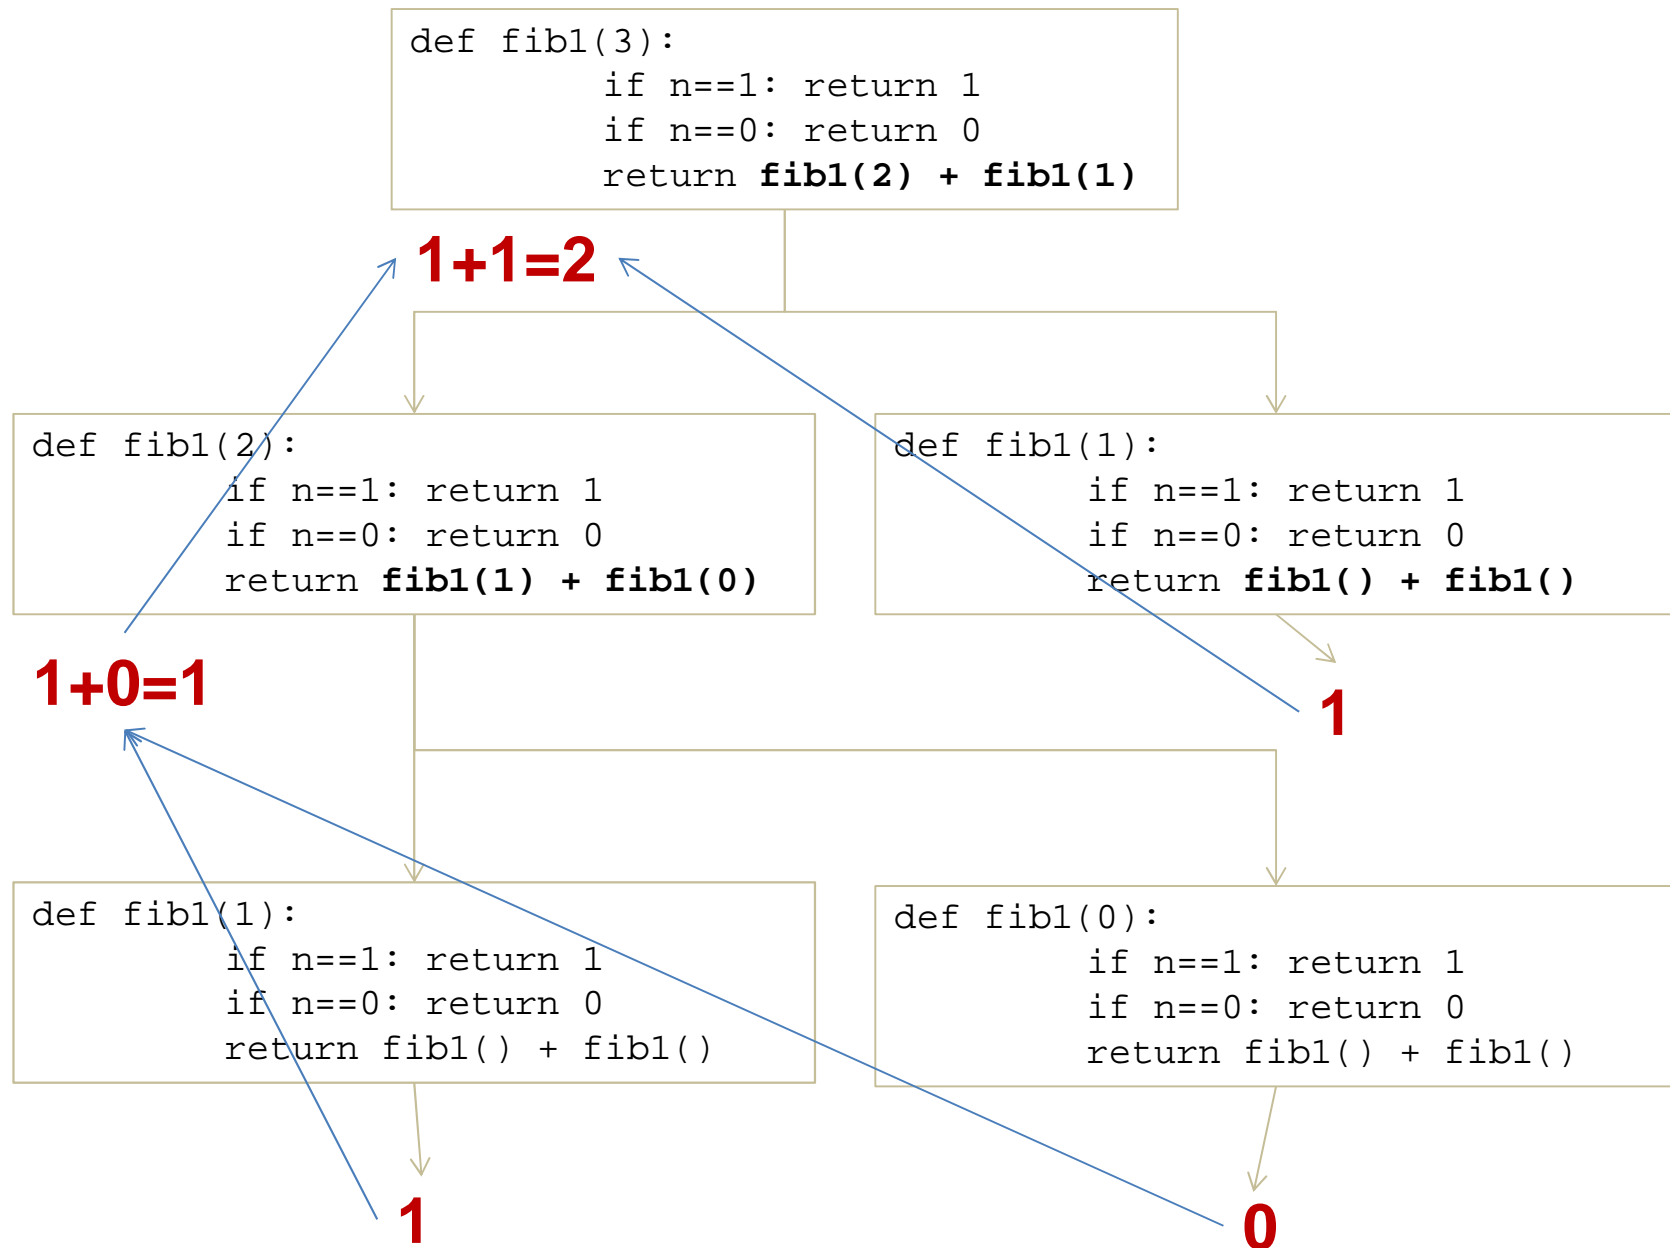 def fib1(3):
if n==1: return 1
if n==0: return 0
return fib1(2) + fib1(1)
1+1=2
def fib1(2):
if n==1: return 1
if n==0: return 0
return fib1(1) + fib1(0)
def fib1(1):
if n==1: return 1
if n==0: return 0
return fib1() + fib1()
1+0=1
1
def fib1(1):
if n==1: return 1
if n==0: return 0
return fib1() + fib1()
def fib1(0):
if n==1: return 1
if n==0: return 0
return fib1() + fib1()
1
0